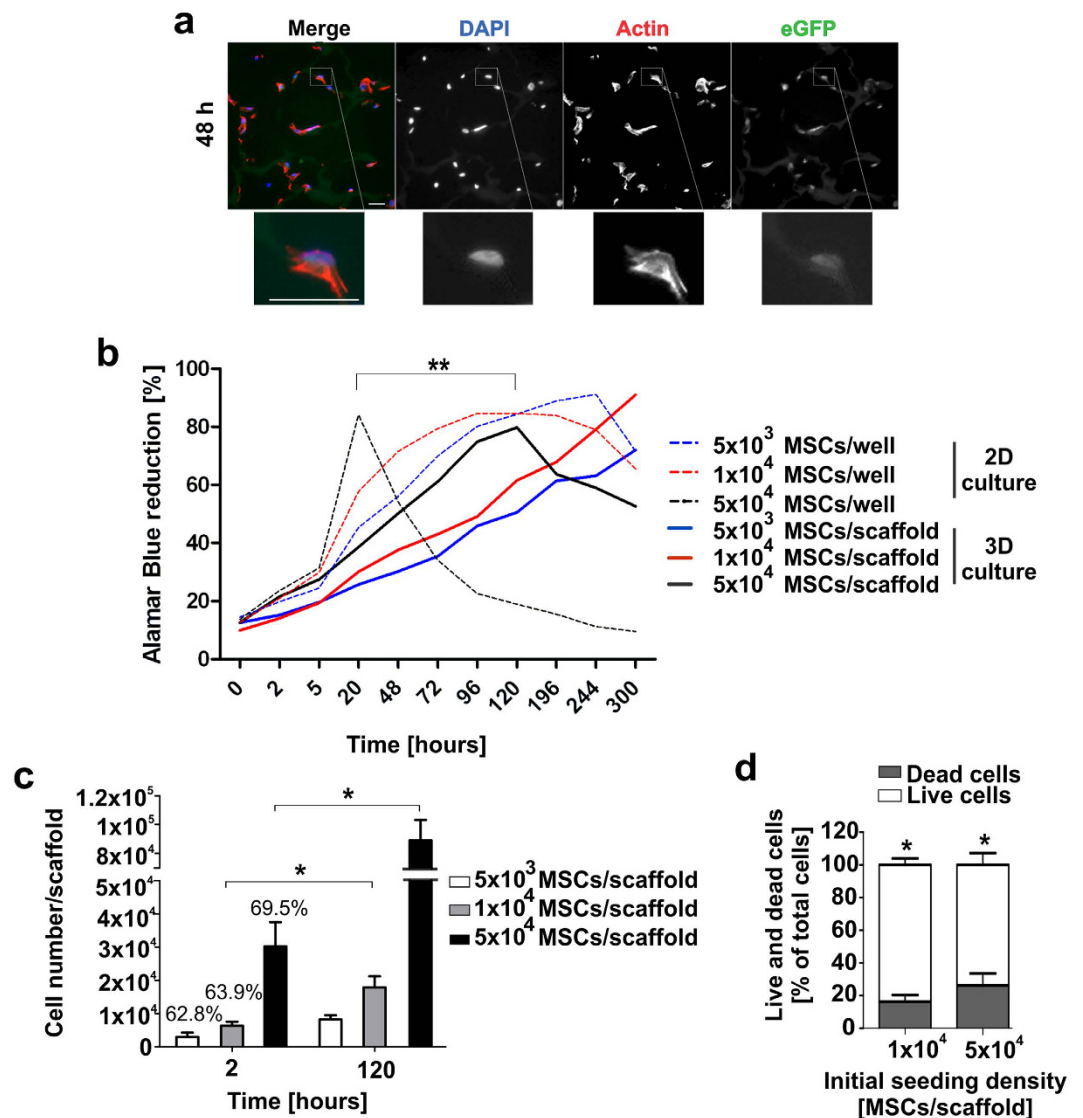 a
Merge DAPI Actin eGFP
48 h
b
**
Alamar Blue reduction [%]
100
80
60
40
20
0
0 2 5 20 48 72 96 120 196 244 300
Time [hours]
5x10³ MSCs/well
1x10⁴ MSCs/well
5x10⁴ MSCs/well
2D culture
5x10³ MSCs/scaffold
1x10⁴ MSCs/scaffold
5x10⁴ MSCs/scaffold
3D culture
c
Cell number/scaffold
1.2x10⁵
1x10⁵
8x10⁴
5x10⁴
4x10⁴
3x10⁴
2x10⁴
1x10⁴
0
*
*
62.8%
63.9%
69.5%
2 120
Time [hours]
5x10³ MSCs/scaffold
1x10⁴ MSCs/scaffold
5x10⁴ MSCs/scaffold
d
Dead cells
Live cells
Live and dead cells
[% of total cells]
120
100
80
60
40
20
0
* *
1x10⁴ 5x10⁴
Initial seeding density
[MSCs/scaffold]